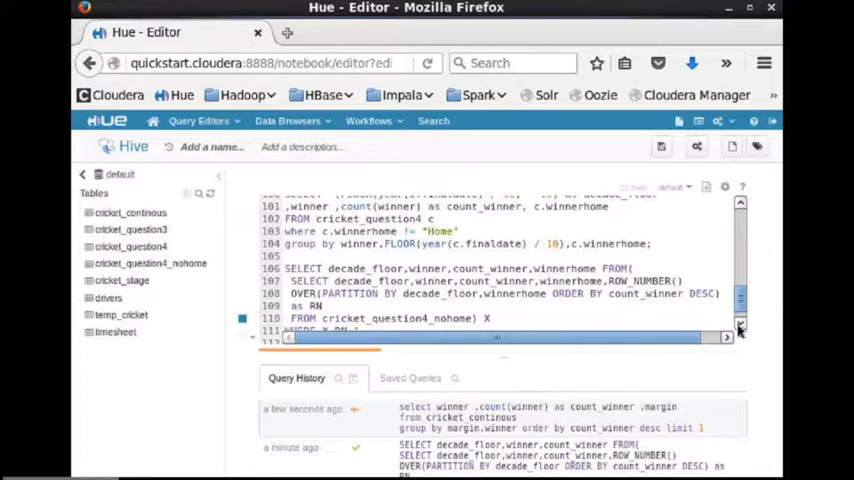 Hue - Editor - Mozilla Firefox
Hue - Editor
quickstart.cloudera:8888/notebook/editor?edi
Search
Cloudera Hue Hadoop HBase Impala Spark Solr Oozie Cloudera Manager
HUE Query Editors Data Browsers Workflows Search
Hive Add a name... Add a description...
default
default
Tables
cricket_continous
cricket_question3
cricket_question4
cricket_question4_nohome
cricket_stage
drivers
temp_cricket
timesheet
101 ,winner ,count(winner) as count_winner, c.winnerhome
102 FROM cricket_question4 c
103 where c.winnerhome != "Home"
104 group by winner,FLOOR(year(c.finaldate) / 10),c.winnerhome;
105
106 SELECT decade_floor,winner,count_winner,winnerhome FROM(
107 SELECT decade_floor,winner,count_winner,winnerhome,ROW_NUMBER()
108 OVER(PARTITION BY decade_floor,winnerhome ORDER BY count_winner DESC)
109 as RN
110 FROM cricket_question4_nohome) X
111
Query History Saved Queries
a few seconds ago
select winner ,count(winner) as count_winner ,margin
from cricket_continous
group by margin,winner order by count_winner desc limit 1
a minute ago
SELECT decade_floor,winner,count_winner FROM(
SELECT decade_floor,winner,count_winner,ROW_NUMBER()
OVER(PARTITION BY decade_floor ORDER BY count_winner DESC) as